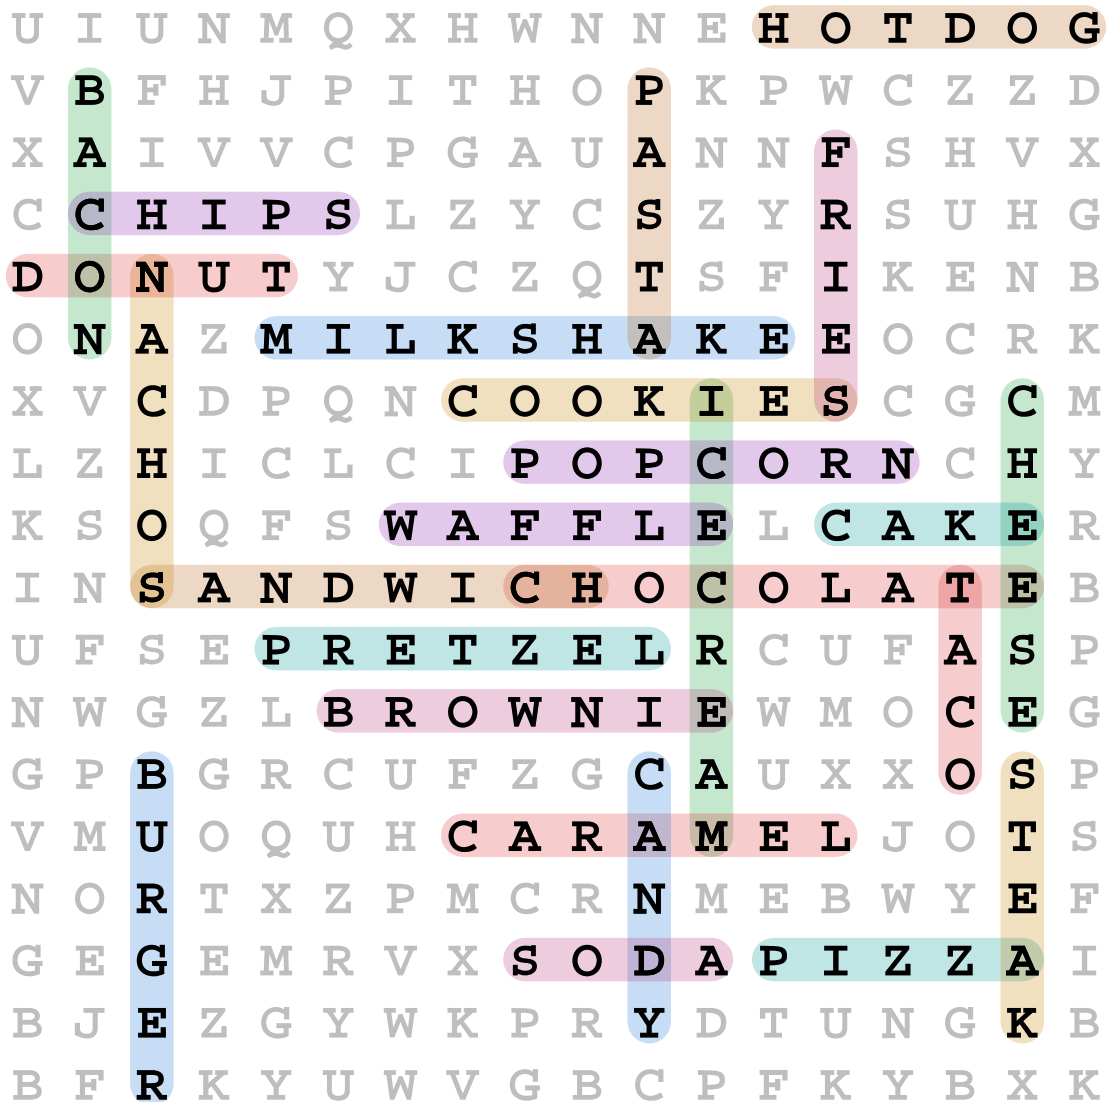 U I U N M Q X H W N N E H O T D O G
V B F H J P I T H O P K P W C Z Z D
X A I V V C P G A U A N N F S H V X
C C H I P S L Z Y C S Z Y R S U H G
D O N U T Y J C Z Q T S F I K E N B
O N A Z M I L K S H A K E E O C R K
X V C D P Q N C O O K I E S C G C M
L Z H I C L C I P O P C O R N C H Y
K S O Q F S W A F F L E L C A K E R
I N S A N D W I C H O C O L A T E B
U F S E P R E T Z E L R C U F A S P
N W G Z L B R O W N I E W M O C E G
G P B G R C U F Z G C A U X X O S P
V M U O Q U H C A R A M E L J O T S
N O R T X Z P M C R N M E B W Y E F
G E G E M R V X S O D A P I Z Z A I
B J E Z G Y W K P R Y D T U N G K B
B F R K Y U W V G B C P F K Y B X K